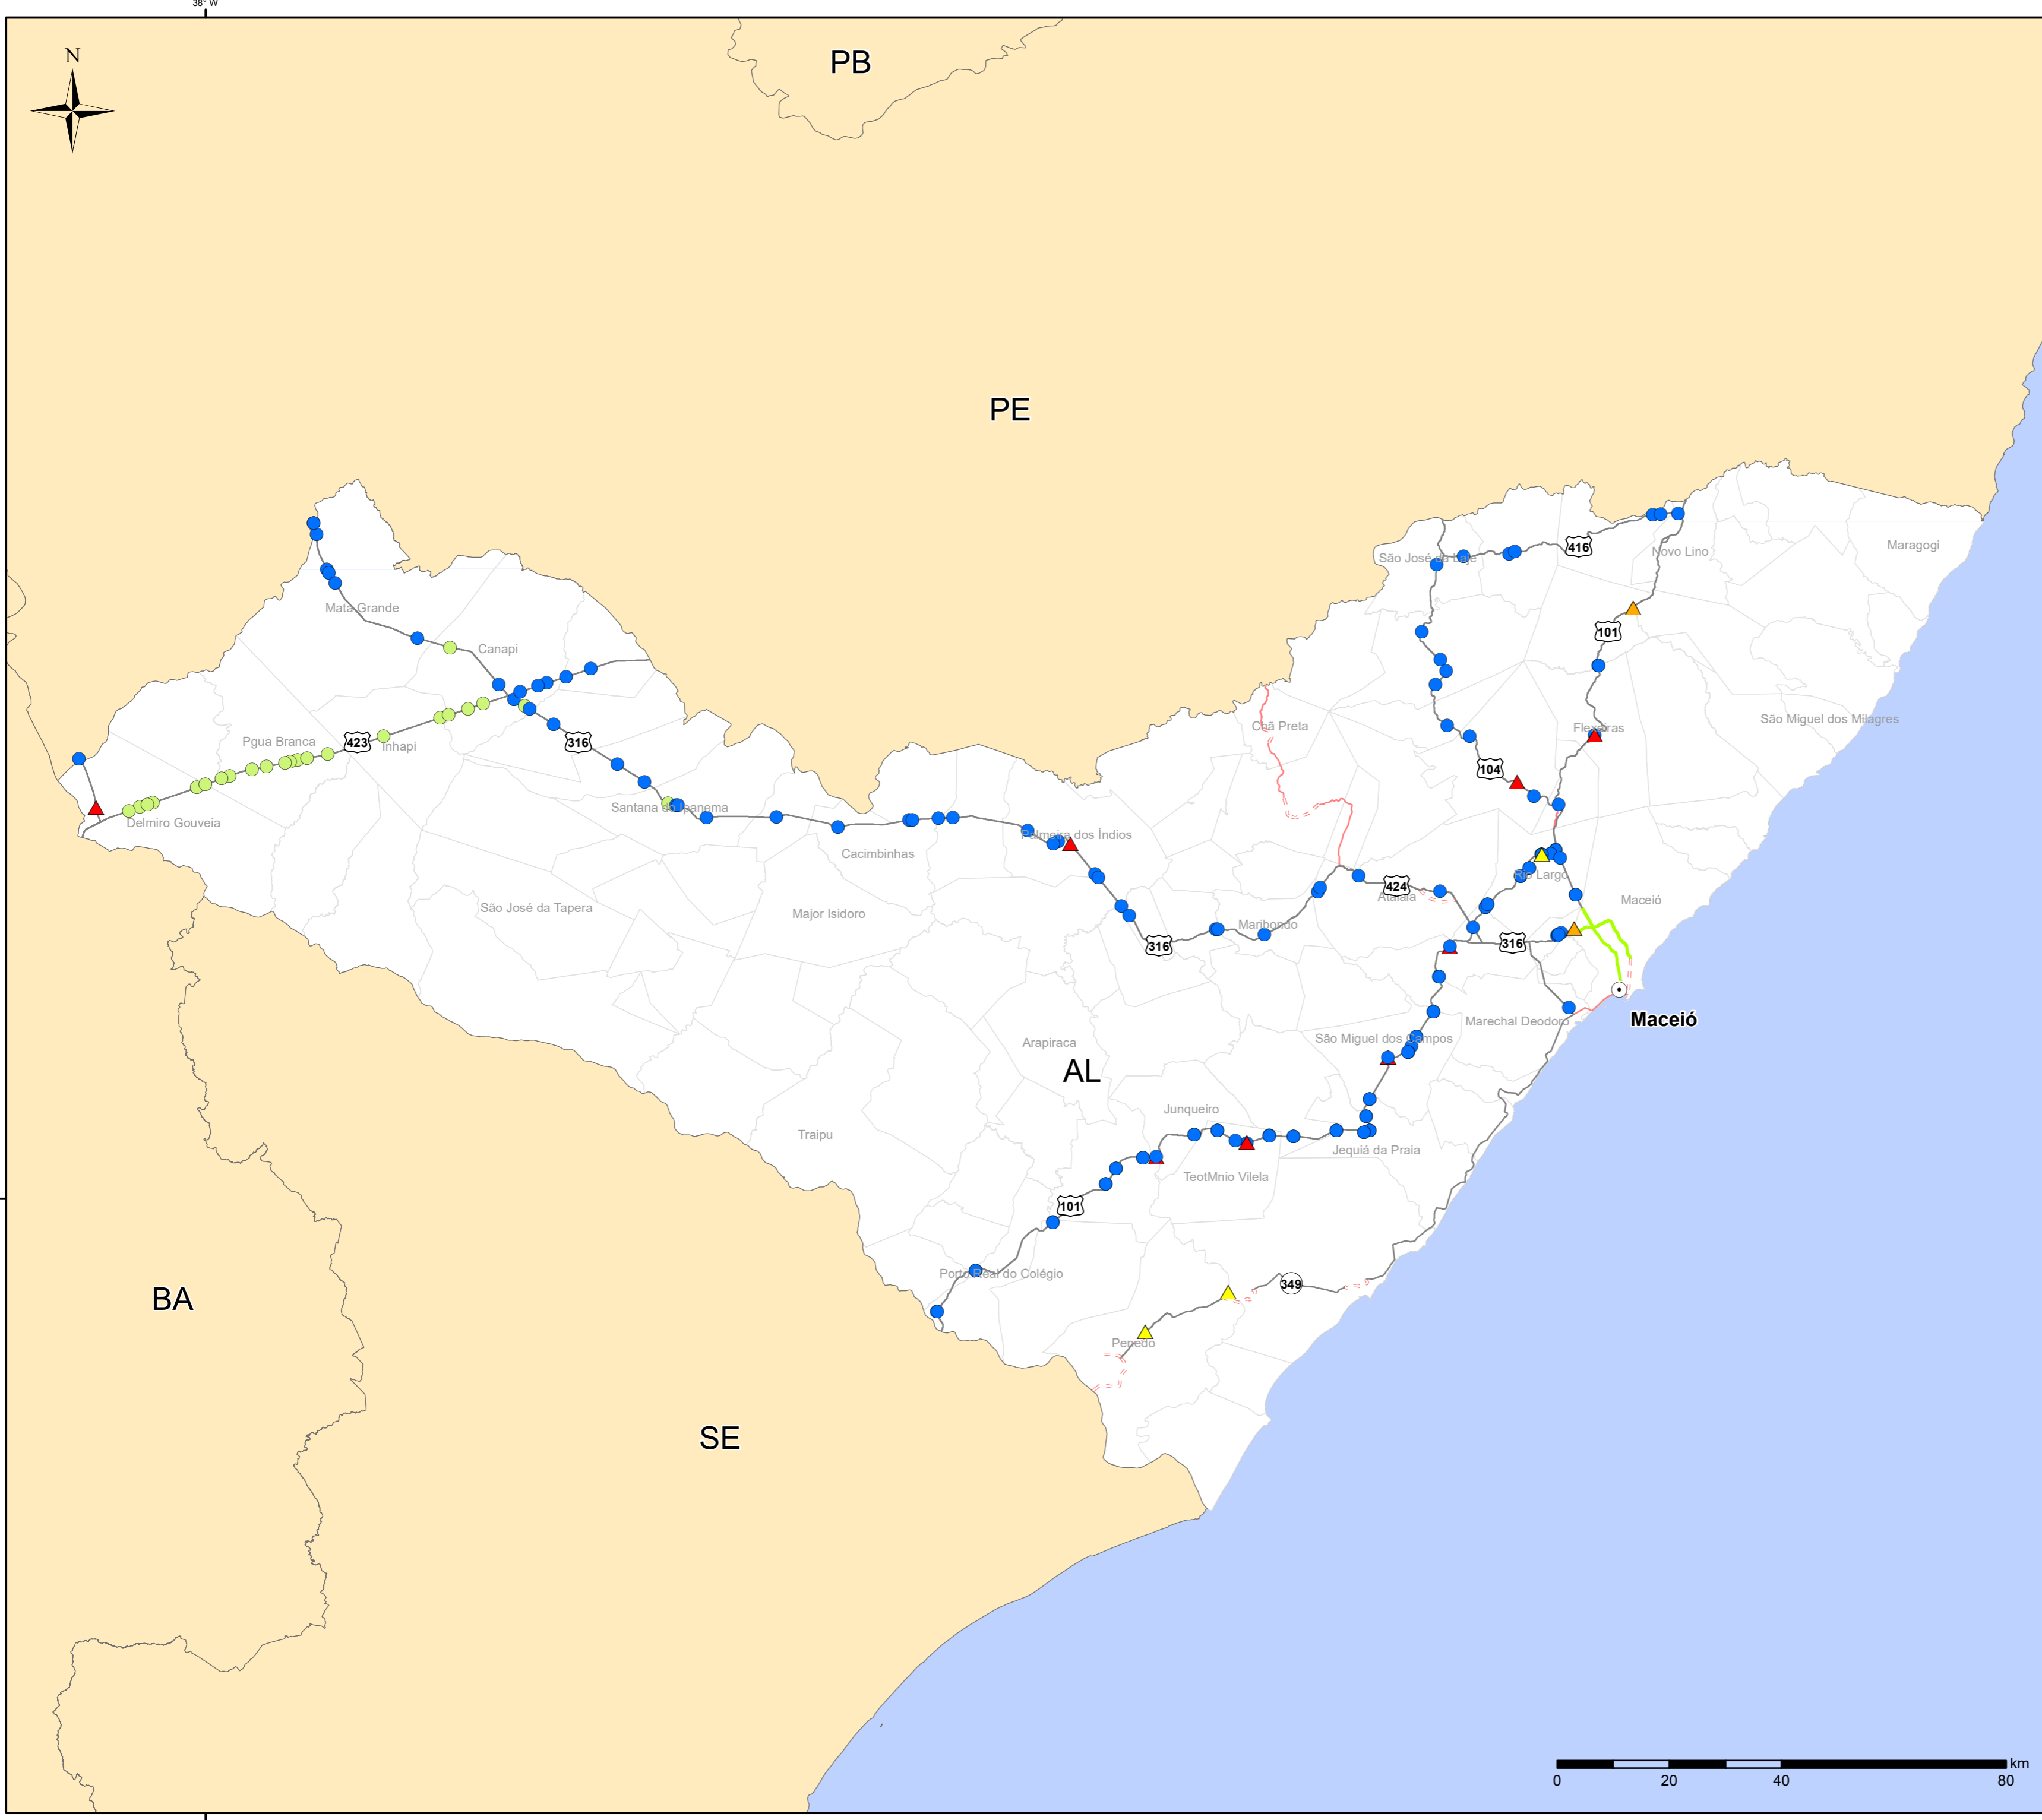 38° W
N
PB
PE
416
São José da Laje
Novo Lino
Maragogi
Mata Grande
101
Canapi
São Miguel dos Milagres
Chã Preta
Flexeiras
Pgua Branca
423
Inhapi
316
104
Santana do Ipanema
Delmiro Gouveia
Palmeira dos Índios
Cacimbinhas
Rio Largo
424
Atalaia
Maceió
São José da Tapera
Major Isidoro
Maribondo
316
316
Maceió
Marechal Deodoro
São Miguel dos Campos
Arapiraca
AL
Junqueiro
Traipu
Jequiá da Praia
TeotMnio Vilela
101
Porto Real do Colégio
349
BA
Penedo
SE
km
0 20 40 80